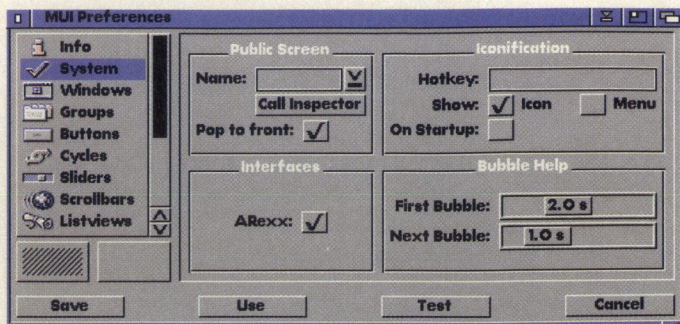 MUI Preferences
Info
System
Windows
Groups
Buttons
Cycles
Sliders
Scrollbars
Listviews
Public Screen
Name:
Call Inspector
Pop to front:
Iconification
Hotkey:
Show: Icon Menu
On Startup:
Interfaces
ARexx:
Bubble Help
First Bubble: 2.0 s
Next Bubble: 1.0 s
Save Use Test Cancel